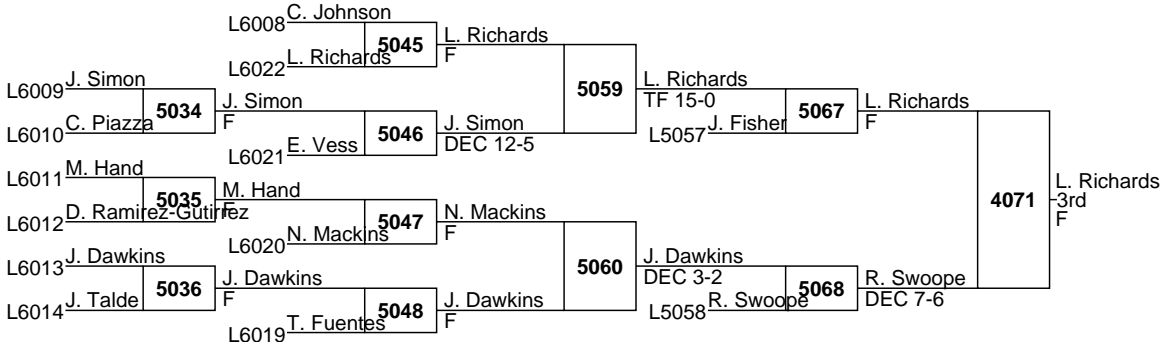 L6008 C. Johnson
5045
L. Richards
F
L6022 L. Richards
L6009 J. Simon
5034
J. Simon
F
L6010 C. Piazza
5046
J. Simon
DEC 12-5
L6021 E. Vess
5059
L. Richards
TF 15-0
L5057 J. Fisher
5067
L. Richards
F
L6011 M. Hand
5035
M. Hand
F
L6012 D. Ramirez-Gutirrez
5047
N. Mackins
F
L6020 N. Mackins
L6013 J. Dawkins
5036
J. Dawkins
F
L6014 J. Talde
5048
J. Dawkins
F
L6019 T. Fuentes
5060
J. Dawkins
DEC 3-2
L5058 R. Swoope
5068
R. Swoope
DEC 7-6
4071
L. Richards
3rd
F